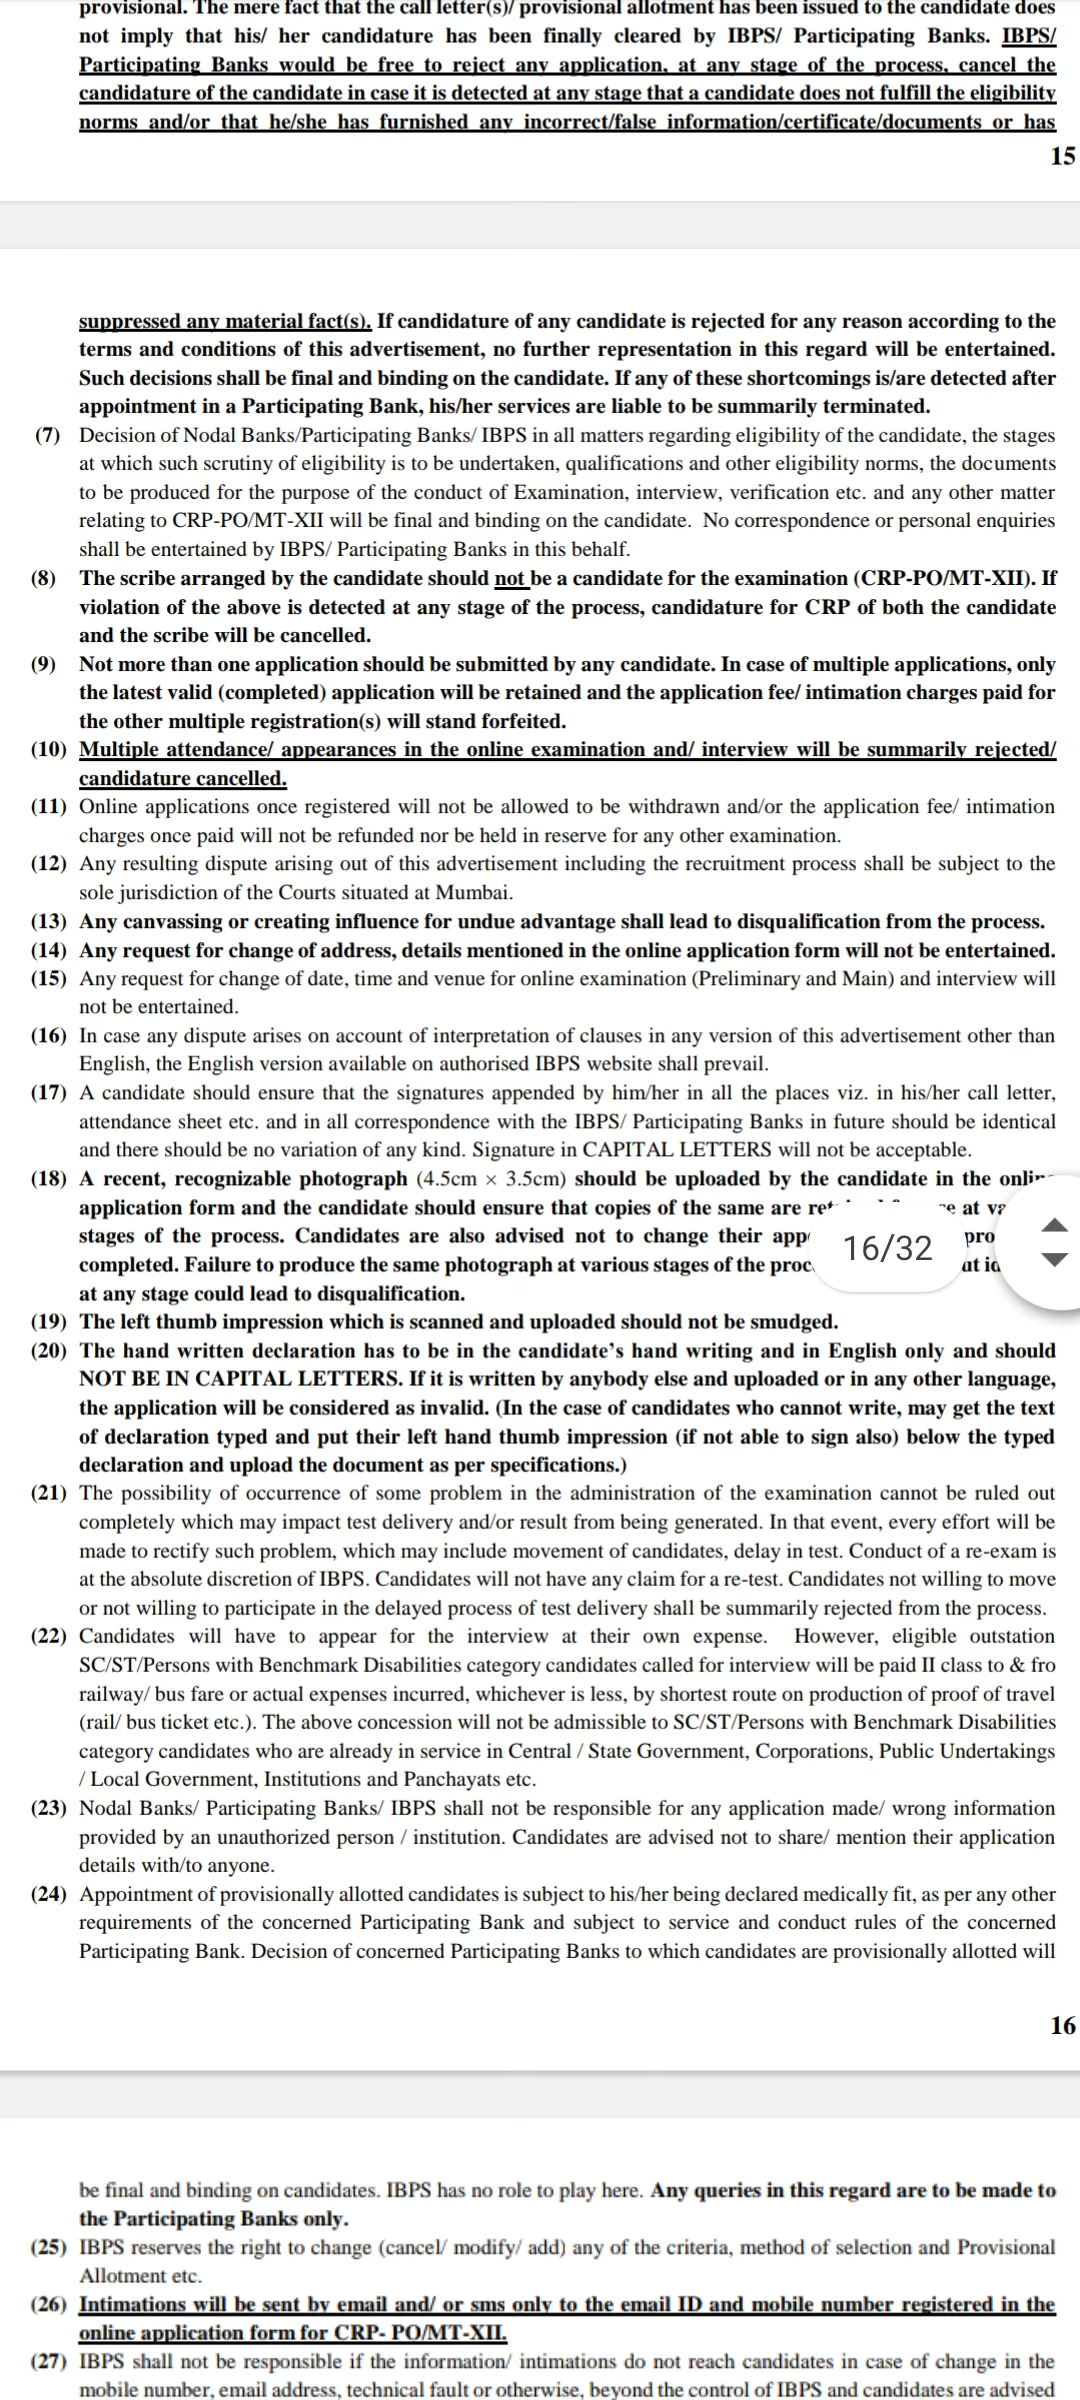 provisional. The mere fact that the call letter(s)/ provisional allotment has been issued to the candidate does
not imply that his/ her candidature has been finally cleared by IBPS/ Participating Banks. IBPS/
Participating Banks would be free to reject any application, at any stage of the process, cancel the
candidature of the candidate in case it is detected at any stage that a candidate does not fulfill the eligibility
norms and/or that he/she has furnished any incorrect/false information/certificate/documents or has
15
suppressed any material fact(s). If candidature of any candidate is rejected for any reason according to the
terms and conditions of this advertisement, no further representation in this regard will be entertained.
Such decisions shall be final and binding on the candidate. If any of these shortcomings is/are detected after
appointment in a Participating Bank, his/her services are liable to be summarily terminated.
(7) Decision of Nodal Banks/Participating Banks/ IBPS in all matters regarding eligibility of the candidate, the stages
at which such scrutiny of eligibility is to be undertaken, qualifications and other eligibility norms, the documents
to be produced for the purpose of the conduct of Examination, interview, verification etc. and any other matter
relating to CRP-PO/MT-XII will be final and binding on the candidate. No correspondence or personal enquiries
shall be entertained by IBPS/ Participating Banks in this behalf.
(8) The scribe arranged by the candidate should not be a candidate for the examination (CRP-PO/MT-XII). If
violation of the above is detected at any stage of the process, candidature for CRP of both the candidate
and the scribe will be cancelled.
(9) Not more than one application should be submitted by any candidate. In case of multiple applications, only
the latest valid (completed) application will be retained and the application fee/ intimation charges paid for
the other multiple registration(s) will stand forfeited.
(10) Multiple attendance/ appearances in the online examination and/ interview will be summarily rejected/
candidature cancelled.
(11) Online applications once registered will not be allowed to be withdrawn and/or the application fee/ intimation
charges once paid will not be refunded nor be held in reserve for any other examination.
(12) Any resulting dispute arising out of this advertisement including the recruitment process shall be subject to the
sole jurisdiction of the Courts situated at Mumbai.
(13) Any canvassing or creating influence for undue advantage shall lead to disqualification from the process.
(14) Any request for change of address, details mentioned in the online application form will not be entertained.
(15) Any request for change of date, time and venue for online examination (Preliminary and Main) and interview will
not be entertained.
(16) In case any dispute arises on account of interpretation of clauses in any version of this advertisement other than
English, the English version available on authorised IBPS website shall prevail.
(17) A candidate should ensure that the signatures appended by him/her in all the places viz. in his/her call letter,
attendance sheet etc. and in all correspondence with the IBPS/ Participating Banks in future should be identical
and there should be no variation of any kind. Signature in CAPITAL LETTERS will not be acceptable.
(18) A recent, recognizable photograph (4.5cm × 3.5cm) should be uploaded by the candidate in the
application form and the candidate should ensure that copies of the same are at
stages of the process. Candidates are also advised not to change their
completed. Failure to produce the same photograph at various stages of the
16/32
at any stage could lead to disqualification.
(19) The left thumb impression which is scanned and uploaded should not be smudged.
(20) The hand written declaration has to be in the candidate’s hand writing and in English only and should
NOT BE IN CAPITAL LETTERS. If it is written by anybody else and uploaded or in any other language,
the application will be considered as invalid. (In the case of candidates who cannot write, may get the text
of declaration typed and put their left hand thumb impression (if not able to sign also) below the typed
declaration and upload the document as per specifications.)
(21) The possibility of occurrence of some problem in the administration of the examination cannot be ruled out
completely which may impact test delivery and/or result from being generated. In that event, every effort will be
made to rectify such problem, which may include movement of candidates, delay in test. Conduct of a re-exam is
at the absolute discretion of IBPS. Candidates will not have any claim for a re-test. Candidates not willing to move
or not willing to participate in the delayed process of test delivery shall be summarily rejected from the process.
(22) Candidates will have to appear for the interview at their own expense. However, eligible outstation
SC/ST/Persons with Benchmark Disabilities category candidates called for interview will be paid II class to & fro
railway/ bus fare or actual expenses incurred, whichever is less, by shortest route on production of proof of travel
(rail/ bus ticket etc.). The above concession will not be admissible to SC/ST/Persons with Benchmark Disabilities
category candidates who are already in service in Central / State Government, Corporations, Public Undertakings
/ Local Government, Institutions and Panchayats etc.
(23) Nodal Banks/ Participating Banks/ IBPS shall not be responsible for any application made/ wrong information
provided by an unauthorized person / institution. Candidates are advised not to share/ mention their application
details with/to anyone.
(24) Appointment of provisionally allotted candidates is subject to his/her being declared medically fit, as per any other
requirements of the concerned Participating Bank and subject to service and conduct rules of the concerned
Participating Bank. Decision of concerned Participating Banks to which candidates are provisionally allotted will
16
be final and binding on candidates. IBPS has no role to play here. Any queries in this regard are to be made to
the Participating Banks only.
(25) IBPS reserves the right to change (cancel/ modify/ add) any of the criteria, method of selection and Provisional
Allotment etc.
(26) Intimations will be sent by email and/ or sms only to the email ID and mobile number registered in the
online application form for CRP- PO/MT-XII.
(27) IBPS shall not be responsible if the information/ intimations do not reach candidates in case of change in the
mobile number, email address, technical fault or otherwise, beyond the control of IBPS and candidates are advised